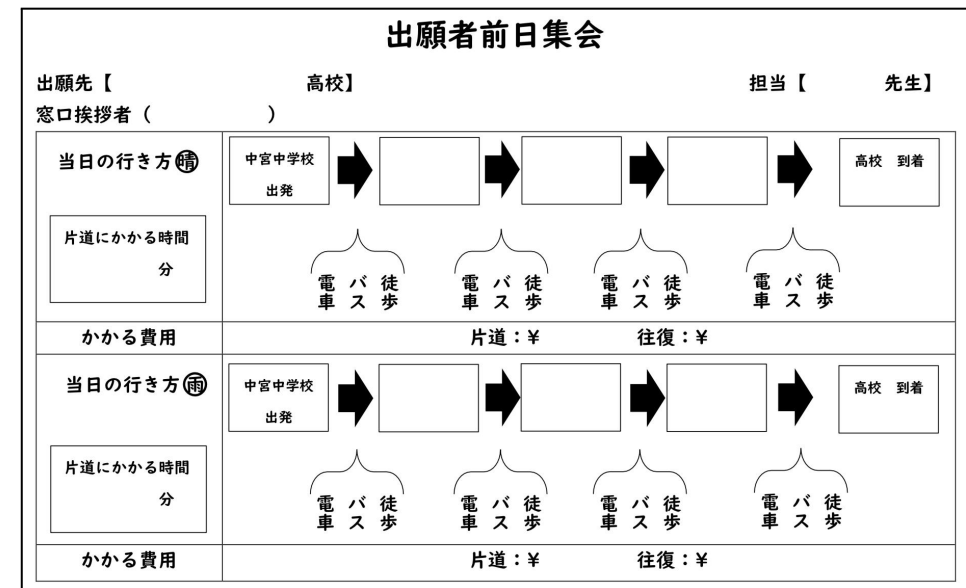 出願者前日集会
出願先【　　　　　　　　　高校】　　　　　　　　　　　　担当【　　　　先生】
窓口挨拶者（　　　　　　）
当日の行き方㊐晴
中宮中学校
出発
高校　到着
片道にかかる時間
分
電車　バス　徒歩
電車　バス　徒歩
電車　バス　徒歩
電車　バス　徒歩
かかる費用　片道：¥　　　　　往復：¥
当日の行き方雨
中宮中学校
出発
高校　到着
片道にかかる時間
分
電車　バス　徒歩
電車　バス　徒歩
電車　バス　徒歩
電車　バス　徒歩
かかる費用　片道：¥　　　　　往復：¥